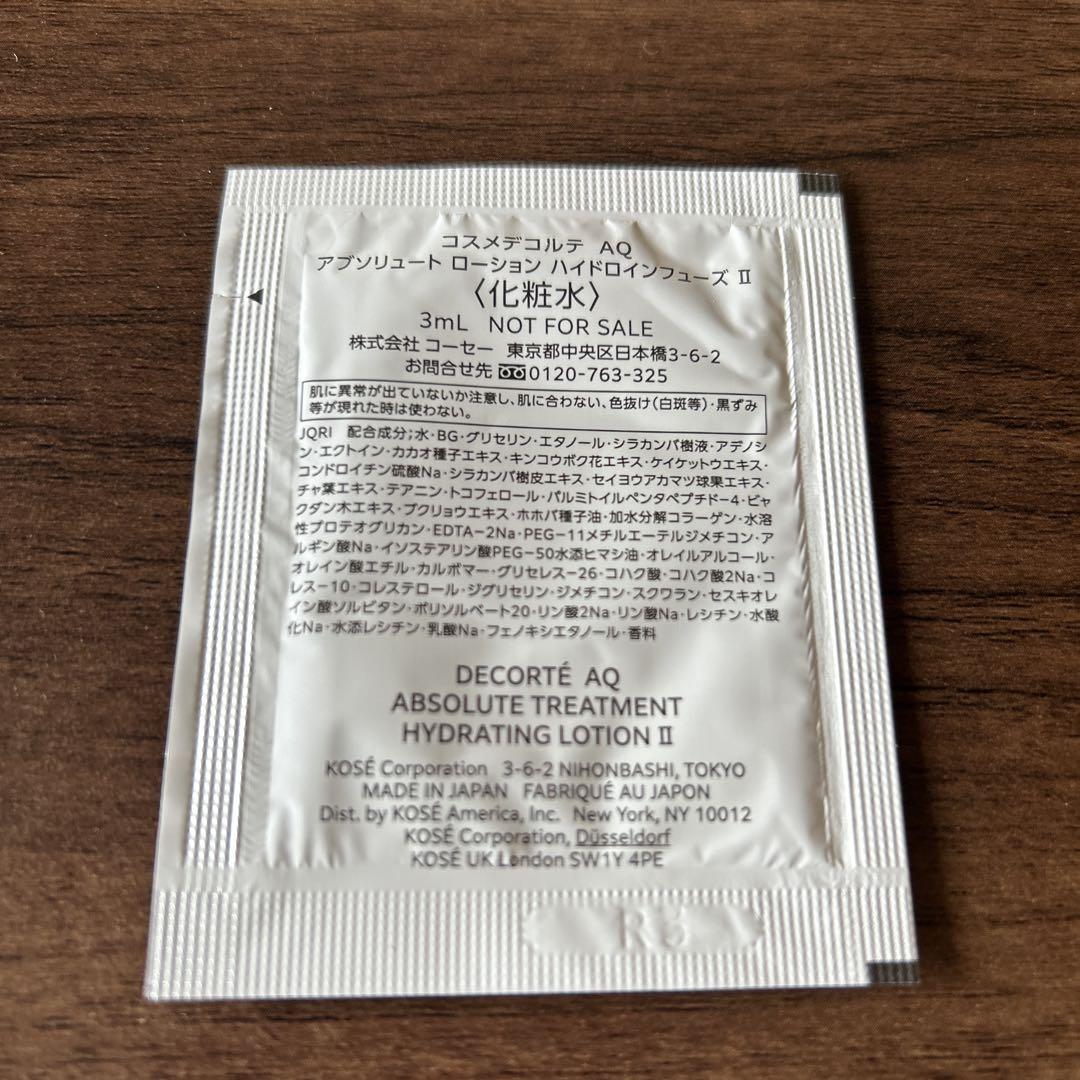 コスメデコルテ AQ
アブソリュート ローション ハイドロインフューズ Ⅱ
〈化粧水〉
3mL NOT FOR SALE
株式会社 コーセー 東京都中央区日本橋3-6-2
お問合せ先 0120-763-325
肌に異常が出ていないか注意し、肌に合わない、色抜け(白斑等)・黒ずみ
等が現れた時は使わない。
JQRI 配合成分;水・BG・グリセリン・エタノール・シラカンバ樹液・アデノシ
ン・エクトイン・カカオ種子エキス・キンコウボク花エキス・ケイケットウエキス・
コンドロイチン硫酸Na・シラカンバ樹皮エキス・セイヨウアカマツ球果エキス・
チャ葉エキス・テアニン・トコフェロール・パルミトイルペンタペプチド-4・ビャ
クダン木エキス・ブクリョウエキス・ホホバ種子油・加水分解コラーゲン・水溶
性プロテオグリカン・EDTA-2Na・PEG-11メチルエーテルジメチコン・ア
ルギン酸Na・イソステアリン酸PEG-50水添ヒマシ油・オレイルアルコール・
オレイン酸エチル・カルボマー・グリセレス-26・コハク酸・コハク酸2Na・コ
レス-10・コレステロール・ジグリセリン・ジメチコン・スクワラン・セスキオレ
イン酸ソルビタン・ポリソルベート20・リン酸2Na・リン酸Na・レシチン・水酸
化Na・水添レシチン・乳酸Na・フェノキシエタノール・香料
DECORTÉ AQ
ABSOLUTE TREATMENT
HYDRATING LOTION Ⅱ
KOSÉ Corporation 3-6-2 NIHONBASHI, TOKYO
MADE IN JAPAN FABRIQUÉ AU JAPON
Dist. by KOSÉ America, Inc. New York, NY 10012
KOSÉ Corporation, Düsseldorf
KOSÉ UK London SW1Y 4PE